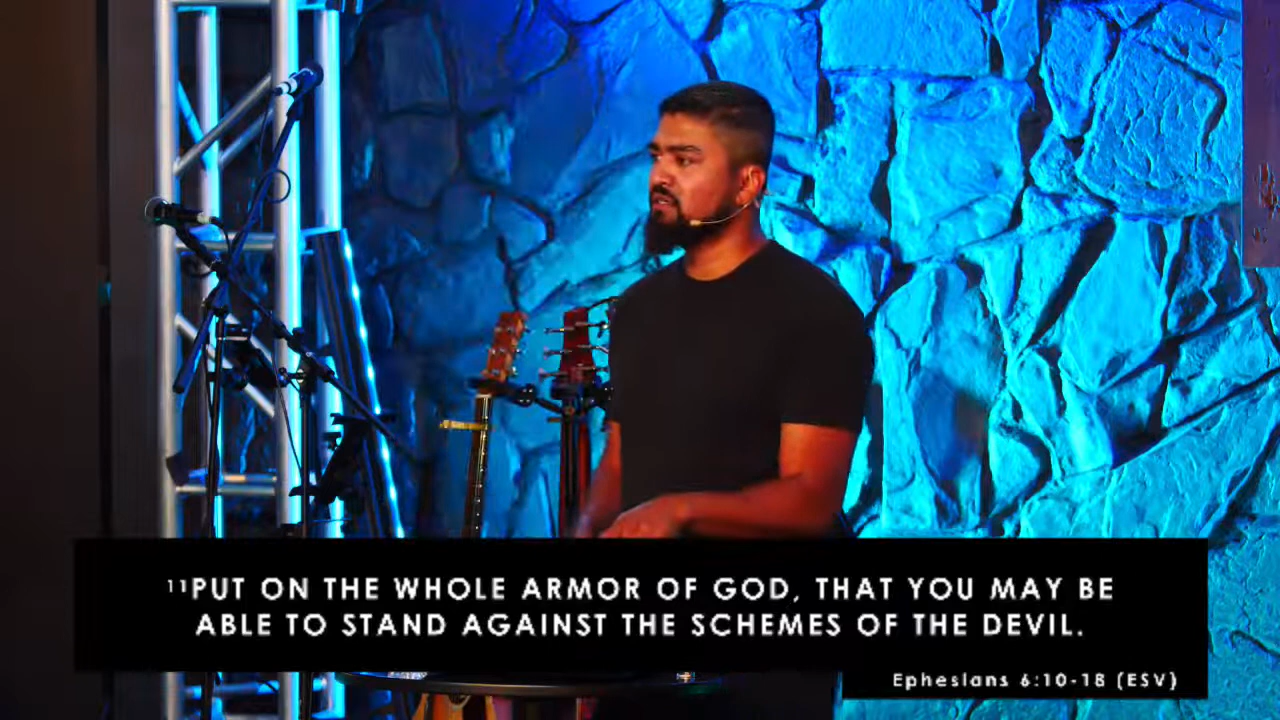 ¹¹PUT ON THE WHOLE ARMOR OF GOD, THAT YOU MAY BE
ABLE TO STAND AGAINST THE SCHEMES OF THE DEVIL.
Ephesians 6:10-18 (ESV)